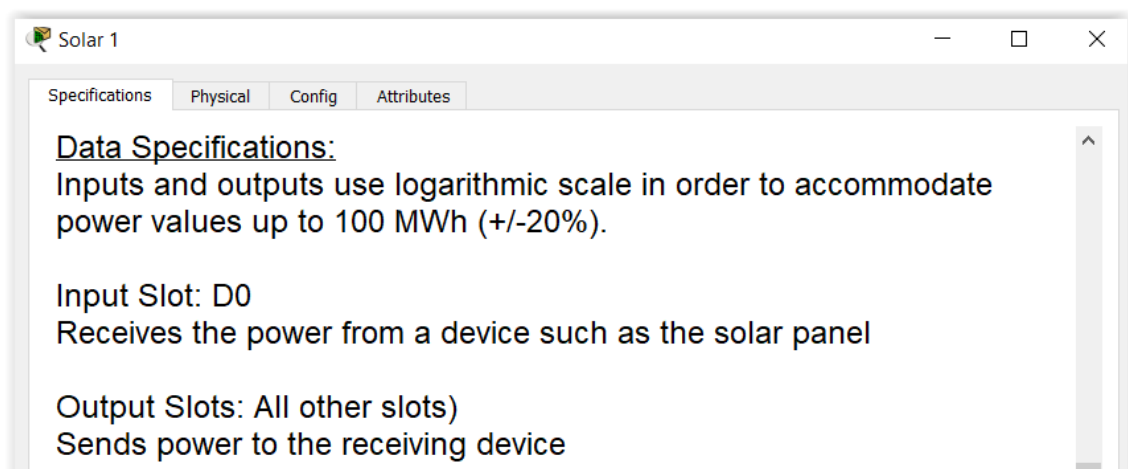 Solar 1
Specifications Physical Config Attributes
Data Specifications:
Inputs and outputs use logarithmic scale in order to accommodate
power values up to 100 MWh (+/-20%).
Input Slot: D0
Receives the power from a device such as the solar panel
Output Slots: All other slots)
Sends power to the receiving device